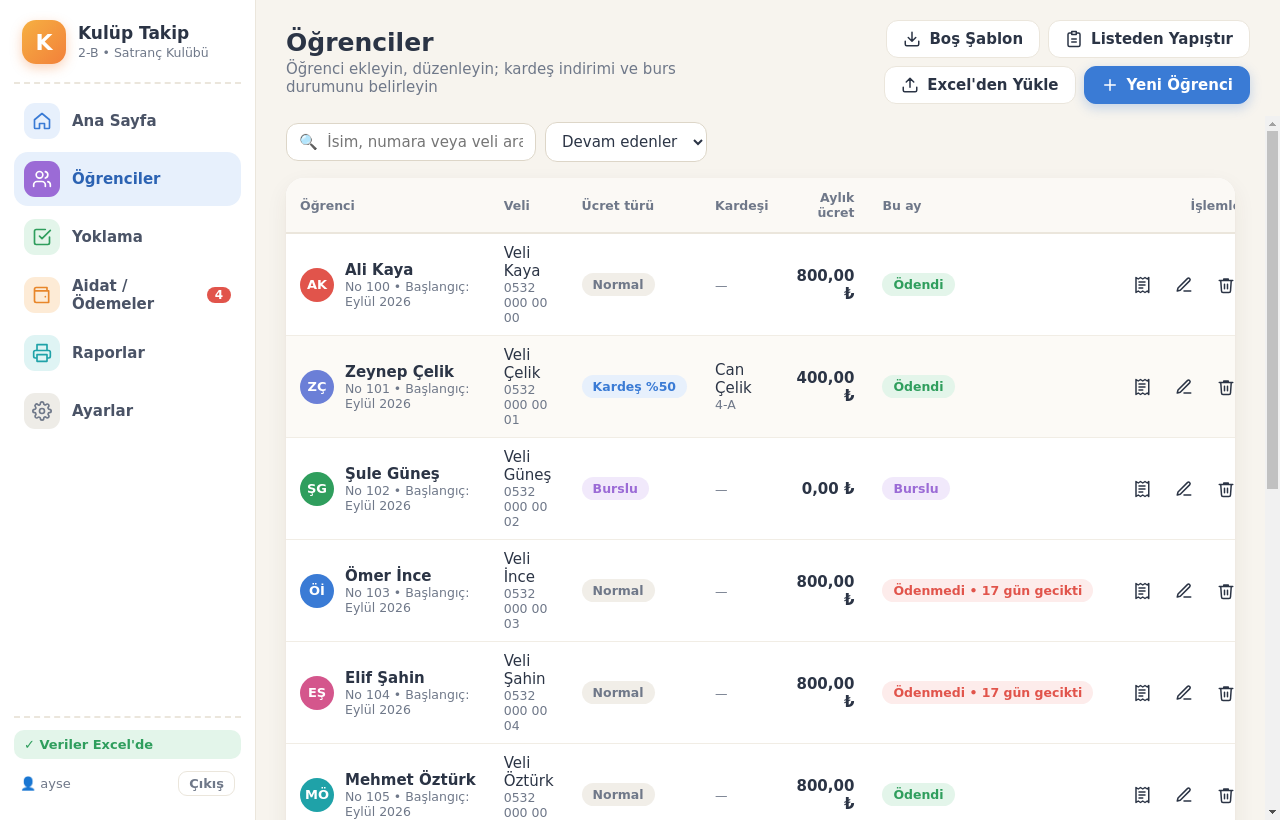 K
Kulüp Takip
2-B • Satranç Kulübü
Ana Sayfa
Öğrenciler
Yoklama
Aidat /
Ödemeler
4
Raporlar
Ayarlar
✓ Veriler Excel'de
ayse
Çıkış
Öğrenciler
Öğrenci ekleyin, düzenleyin; kardeş indirimi ve burs
durumunu belirleyin
Boş Şablon
Listeden Yapıştır
Excel'den Yükle
+ Yeni Öğrenci
İsim, numara veya veli ara
Devam edenler
Öğrenci Veli Ücret türü Kardeşi Aylık ücret Bu ay İşlemle
AK
Ali Kaya
No 100 • Başlangıç:
Eylül 2026
Veli
Kaya
0532
000 00
00
Normal
—
800,00
₺
Ödendi
ZÇ
Zeynep Çelik
No 101 • Başlangıç:
Eylül 2026
Veli
Çelik
0532
000 00
01
Kardeş %50
Can
Çelik
4-A
400,00
₺
Ödendi
ŞG
Şule Güneş
No 102 • Başlangıç:
Eylül 2026
Veli
Güneş
0532
000 00
02
Burslu
—
0,00 ₺
Burslu
Öİ
Ömer İnce
No 103 • Başlangıç:
Eylül 2026
Veli
İnce
0532
000 00
03
Normal
—
800,00
₺
Ödenmedi • 17 gün gecikti
EŞ
Elif Şahin
No 104 • Başlangıç:
Eylül 2026
Veli
Şahin
0532
000 00
04
Normal
—
800,00
₺
Ödenmedi • 17 gün gecikti
MÖ
Mehmet Öztürk
No 105 • Başlangıç:
Eylül 2026
Veli
Öztürk
0532
000 00
Normal
—
800,00
₺
Ödendi